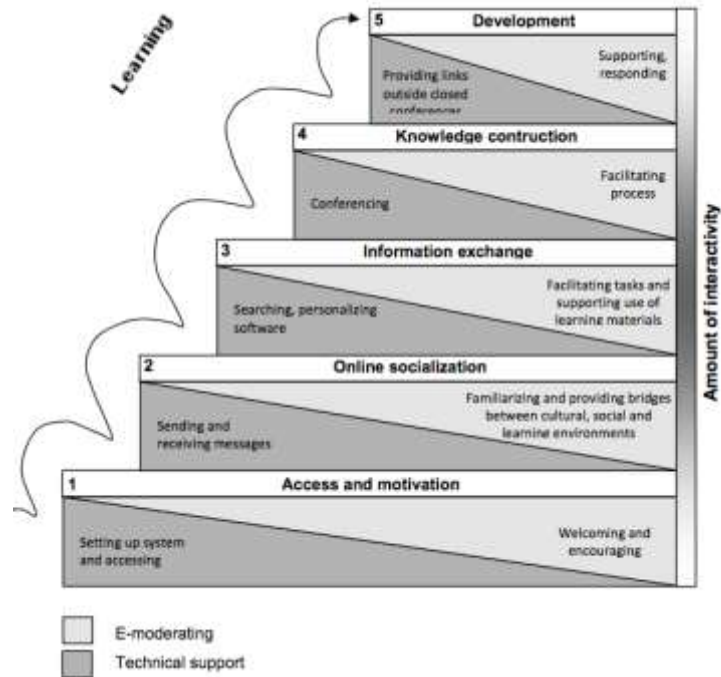 Learning
5 Development
Providing links
outside closed
conferences
Supporting,
responding
4 Knowledge contruction
Conferencing
Facilitating
process
3 Information exchange
Searching, personalizing
software
Facilitating tasks and
supporting use of
learning materials
2 Online socialization
Sending and
receiving messages
Familiarizing and providing bridges
between cultural, social and
learning environments
1 Access and motivation
Setting up system
and accessing
Welcoming and
encouraging
Amount of interactivity
E-moderating
Technical support